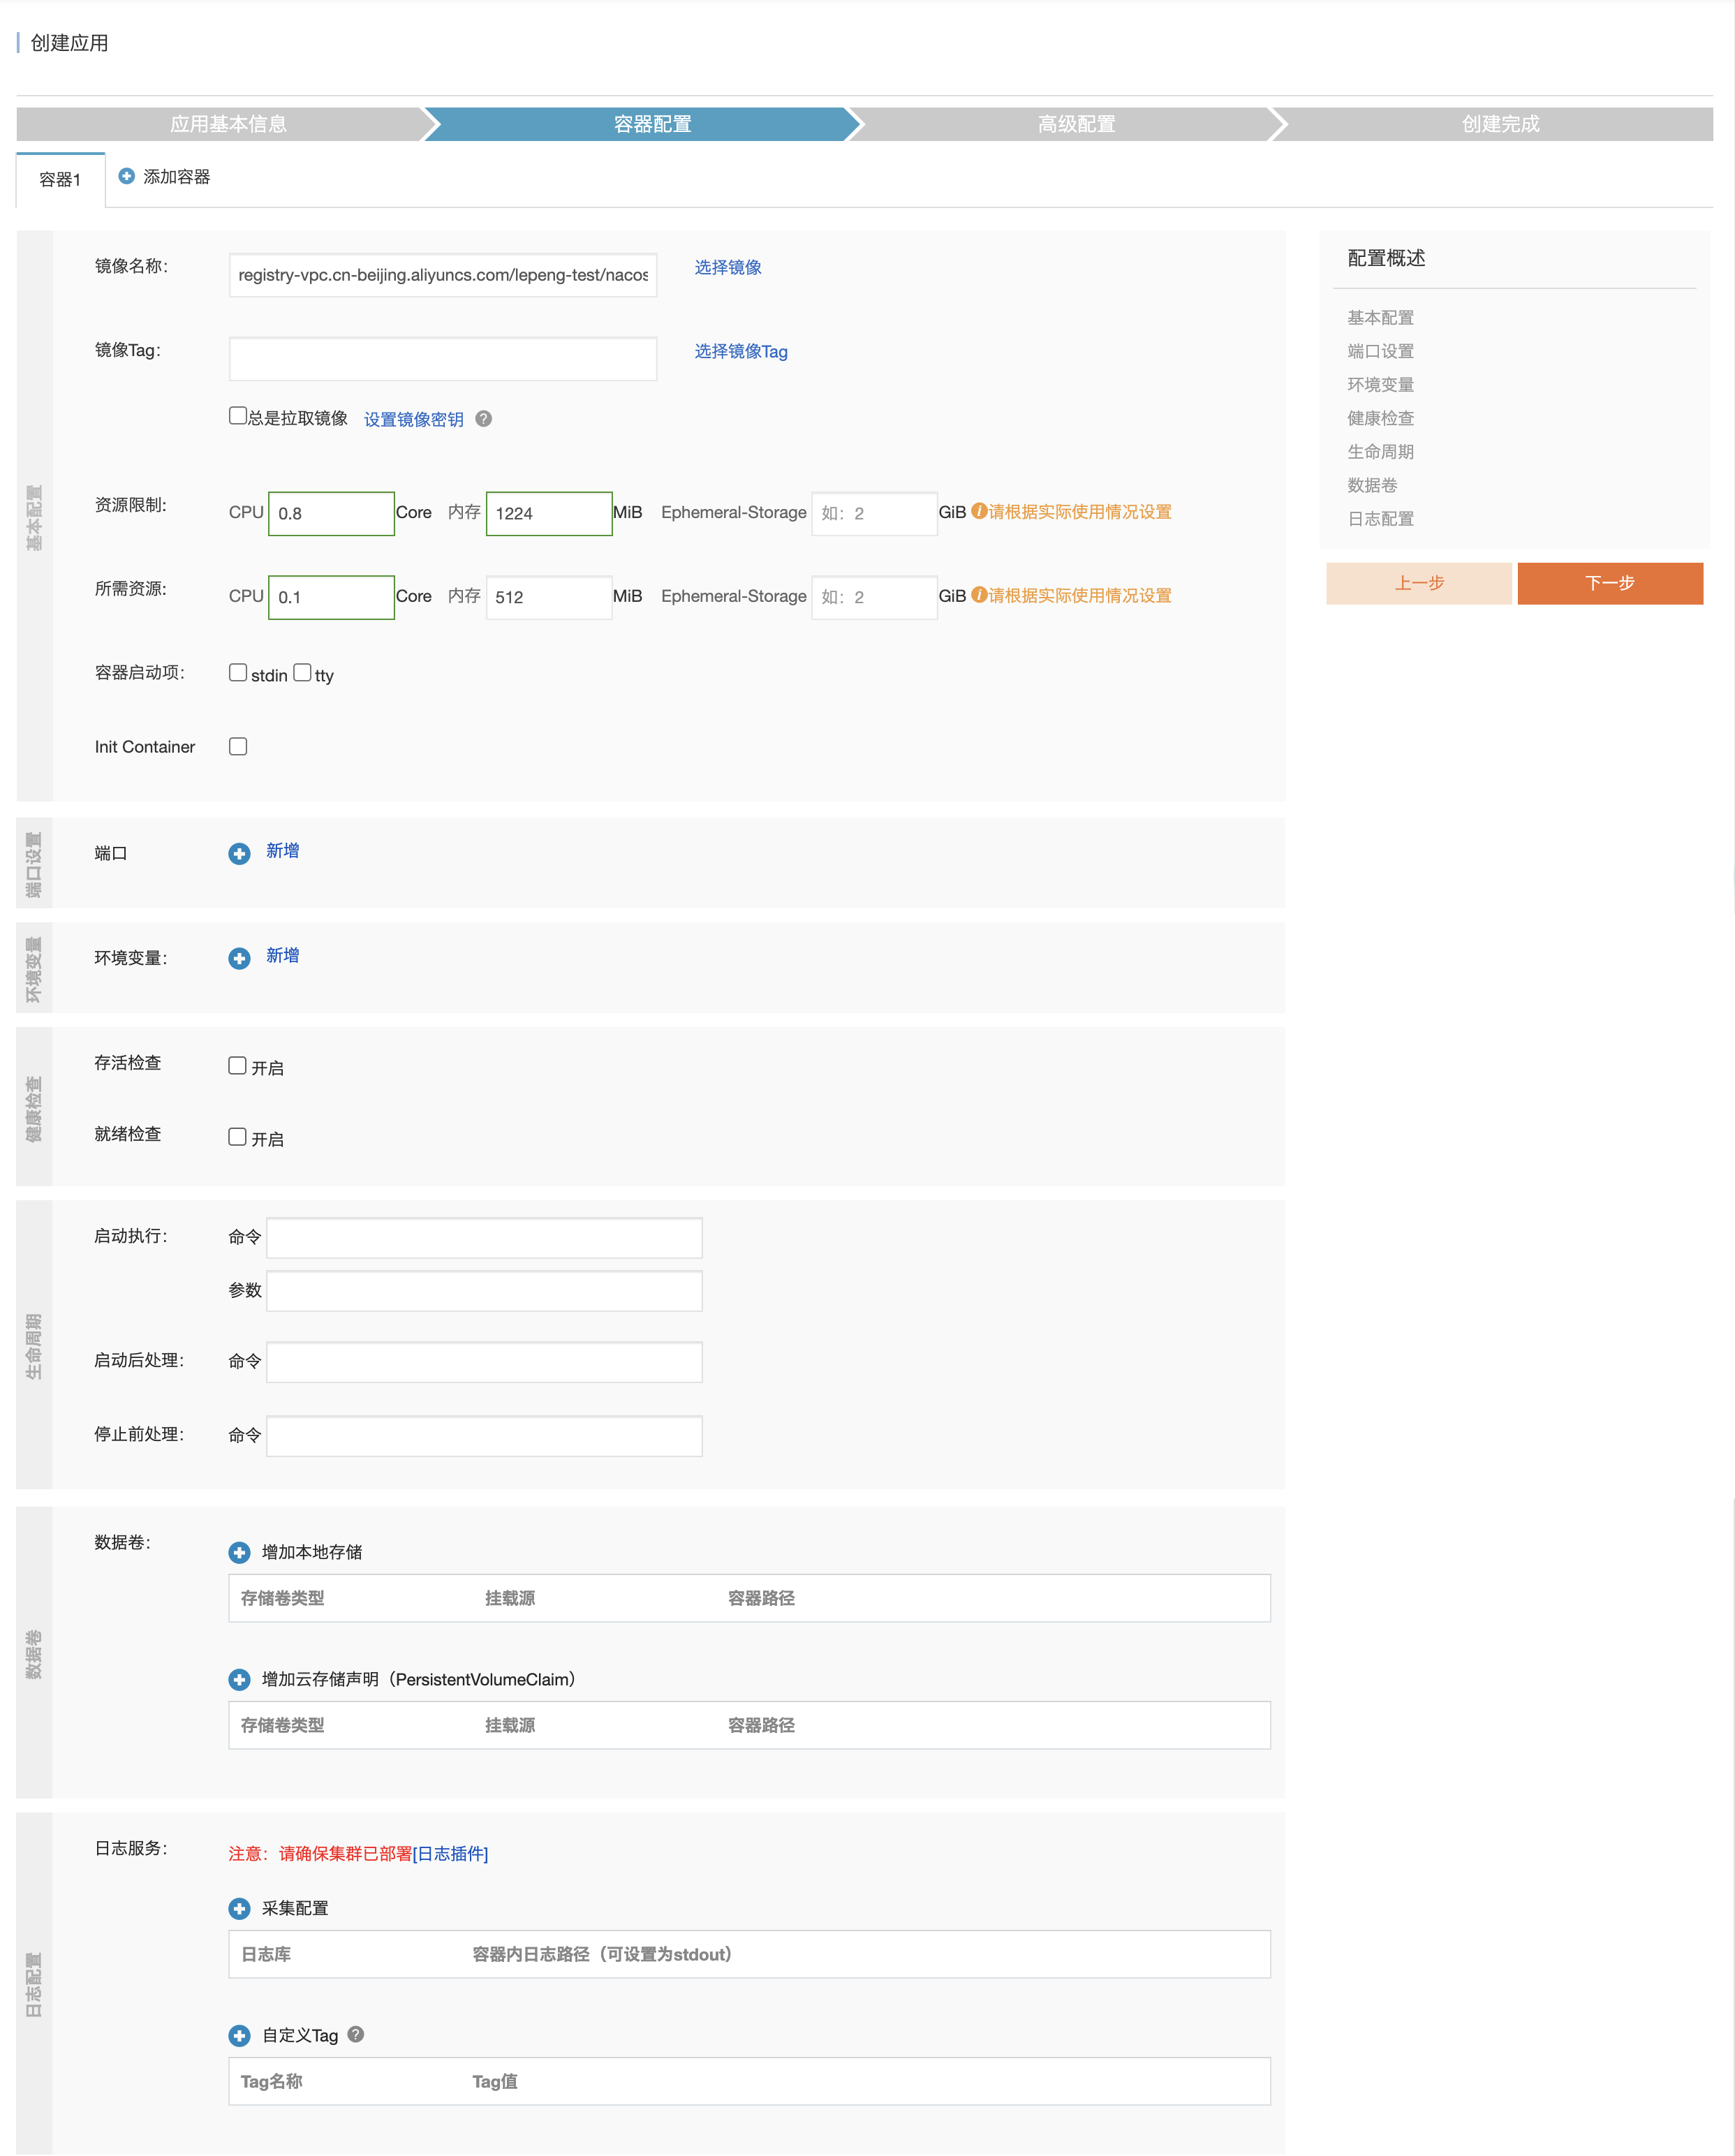 创建应用
应用基本信息 容器配置 高级配置 创建完成
容器1 添加容器
基本配置
镜像名称: registry-vpc.cn-beijing.aliyuncs.com/lepeng-test/nacos 选择镜像
镜像Tag: 选择镜像Tag
总是拉取镜像 设置镜像密钥 ?
资源限制: CPU 0.8 Core 内存 1224 MiB Ephemeral-Storage 如：2 GiB 请根据实际使用情况设置
所需资源: CPU 0.1 Core 内存 512 MiB Ephemeral-Storage 如：2 GiB 请根据实际使用情况设置
容器启动项: stdin tty
Init Container
端口设置
端口 新增
环境变量
环境变量: 新增
健康检查
存活检查 开启
就绪检查 开启
生命周期
启动执行: 命令
参数
启动后处理: 命令
停止前处理: 命令
数据卷
数据卷: 增加本地存储
存储卷类型 挂载源 容器路径
增加云存储声明（PersistentVolumeClaim）
存储卷类型 挂载源 容器路径
日志配置
日志服务: 注意：请确保集群已部署[日志插件]
采集配置
日志库 容器内日志路径（可设置为stdout）
自定义Tag ?
Tag名称 Tag值
配置概述
基本配置
端口设置
环境变量
健康检查
生命周期
数据卷
日志配置
上一步 下一步